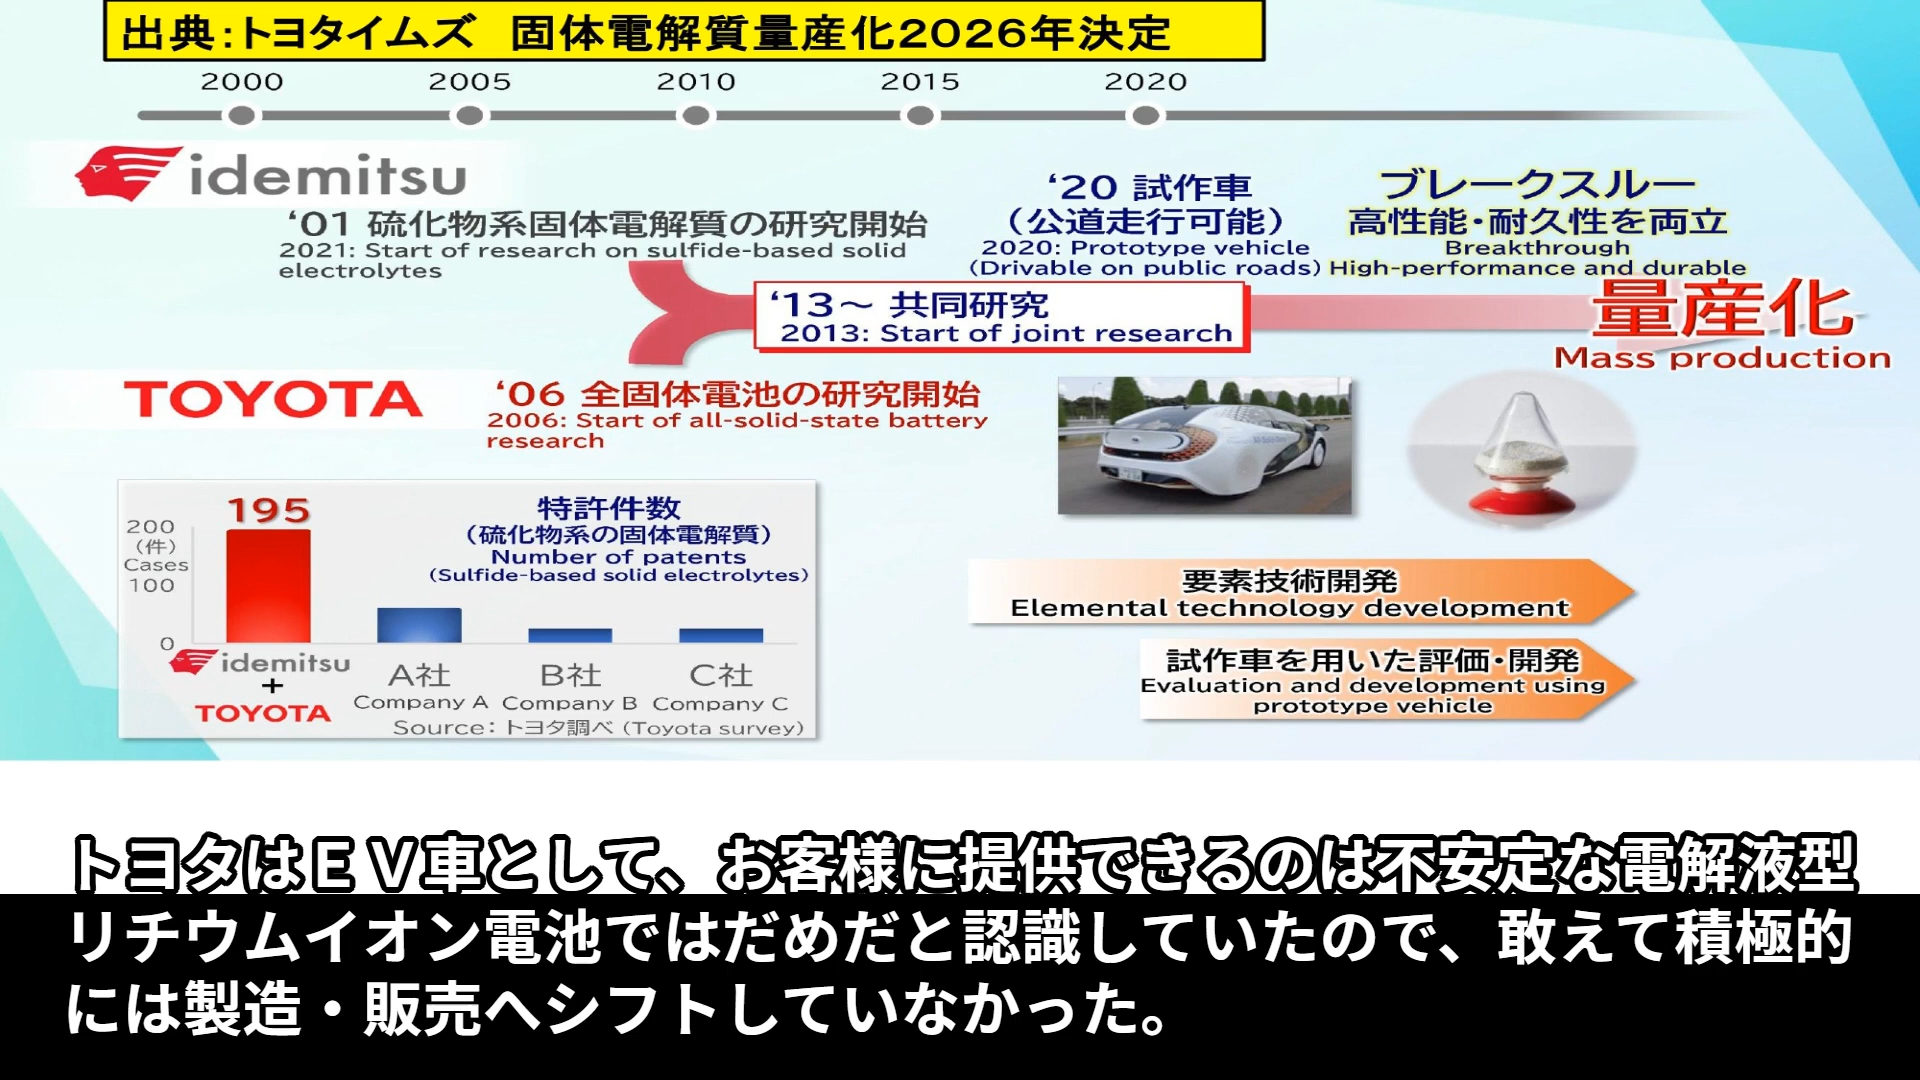 出典：トヨタイムズ 固体電解質量産化2026年決定
2000 2005 2010 2015 2020
idemitsu
‘01 硫化物系固体電解質の研究開始
2021: Start of research on sulfide-based solid
electrolytes
‘20 試作車
（公道走行可能）
2020: Prototype vehicle
(Drivable on public roads)
ブレークスルー
高性能・耐久性を両立
Breakthrough
High-performance and durable
‘13～ 共同研究
2013: Start of joint research
量産化
Mass production
TOYOTA
‘06 全固体電池の研究開始
2006: Start of all-solid-state battery
research
195
200
（件）
Cases
100
0
特許件数
（硫化物系の固体電解質）
Number of patents
(Sulfide-based solid electrolytes)
idemitsu
+
TOYOTA
A社
Company A
B社
Company B
C社
Company C
Source：トヨタ調べ (Toyota survey)
要素技術開発
Elemental technology development
試作車を用いた評価・開発
Evaluation and development using
prototype vehicle
トヨタはＥＶ車として、お客様に提供できるのは不安定な電解液型
リチウムイオン電池ではだめだと認識していたので、敢えて積極的
には製造・販売へシフトしていなかった。